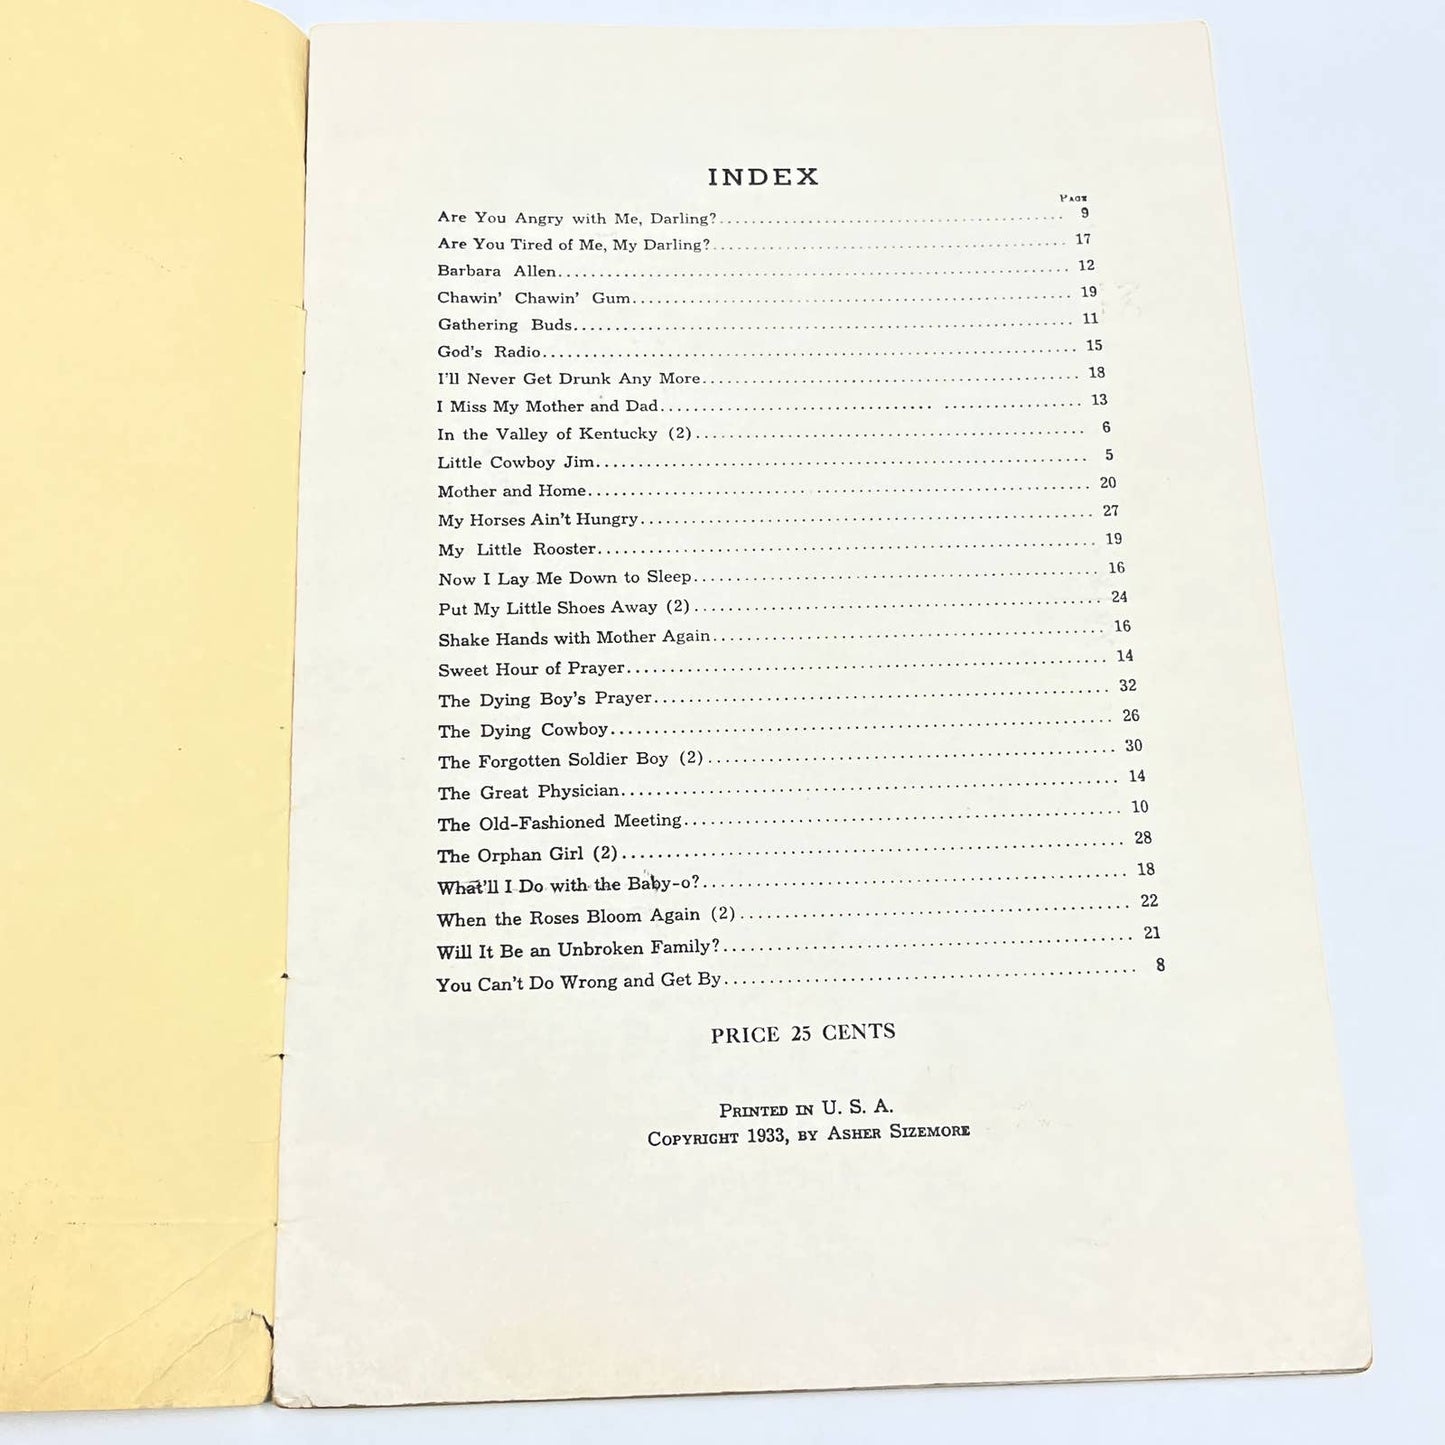 INDEX
PAGE
Are You Angry with Me, Darling? 9
Are You Tired of Me, My Darling? 17
Barbara Allen 12
Chawin' Chawin' Gum 19
Gathering Buds 11
God's Radio 15
I'll Never Get Drunk Any More 18
I Miss My Mother and Dad 13
In the Valley of Kentucky (2) 6
Little Cowboy Jim 5
Mother and Home 20
My Horses Ain't Hungry 27
My Little Rooster 19
Now I Lay Me Down to Sleep 16
Put My Little Shoes Away (2) 24
Shake Hands with Mother Again 16
Sweet Hour of Prayer 14
The Dying Boy's Prayer 32
The Dying Cowboy 26
The Forgotten Soldier Boy (2) 30
The Great Physician 14
The Old-Fashioned Meeting 10
The Orphan Girl (2) 28
What'll I Do with the Baby-o? 18
When the Roses Bloom Again (2) 22
Will It Be an Unbroken Family? 21
You Can't Do Wrong and Get By 8
PRICE 25 CENTS
PRINTED IN U. S. A.
COPYRIGHT 1933, BY ASHER SIZEMORE